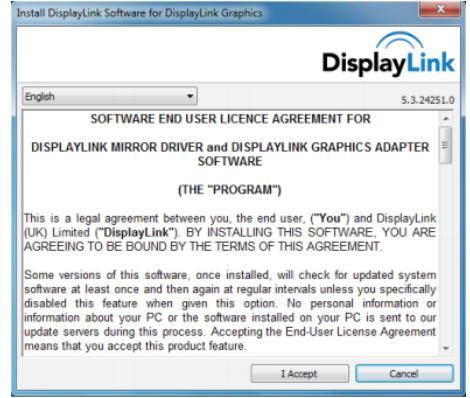 Install DisplayLink Software for DisplayLink Graphics
DisplayLink
English
5.3.24251.0
SOFTWARE END USER LICENCE AGREEMENT FOR
DISPLAYLINK MIRROR DRIVER and DISPLAYLINK GRAPHICS ADAPTER
SOFTWARE
(THE "PROGRAM")
This is a legal agreement between you, the end user, ("You") and DisplayLink
(UK) Limited ("DisplayLink"). BY INSTALLING THIS SOFTWARE, YOU ARE
AGREEING TO BE BOUND BY THE TERMS OF THIS AGREEMENT.
Some versions of this software, once installed, will check for updated system
software at least once and then again at regular intervals unless you specifically
disabled this feature when given this option. No personal information or
information about your PC or the software installed on your PC is sent to our
update servers during this process. Accepting the End-User License Agreement
means that you accept this product feature.
I Accept
Cancel